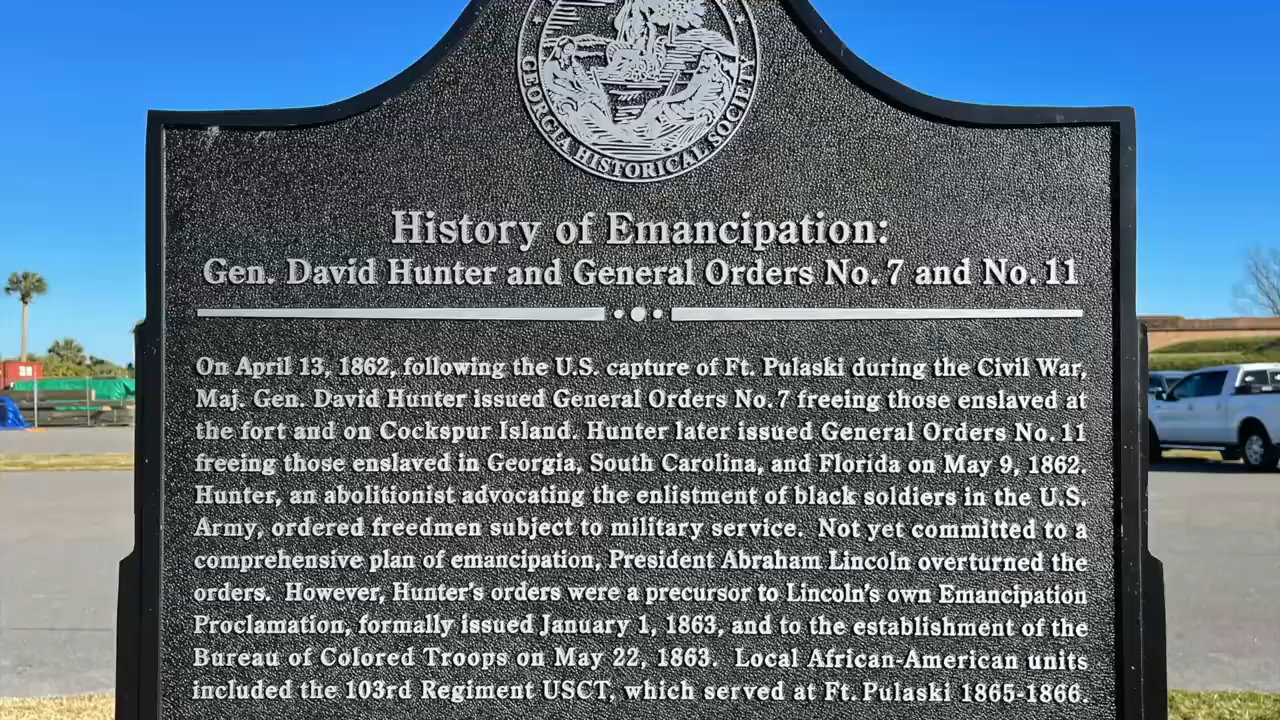 GEORGIA HISTORICAL SOCIETY
History of Emancipation:
Gen. David Hunter and General Orders No. 7 and No. 11
On April 13, 1862, following the U.S. capture of Ft. Pulaski during the Civil War,
Maj. Gen. David Hunter issued General Orders No. 7 freeing those enslaved at
the fort and on Cockspur Island. Hunter later issued General Orders No. 11
freeing those enslaved in Georgia, South Carolina, and Florida on May 9, 1862.
Hunter, an abolitionist advocating the enlistment of black soldiers in the U.S.
Army, ordered freedmen subject to military service. Not yet committed to a
comprehensive plan of emancipation, President Abraham Lincoln overturned the
orders. However, Hunter's orders were a precursor to Lincoln's own Emancipation
Proclamation, formally issued January 1, 1863, and to the establishment of the
Bureau of Colored Troops on May 22, 1863. Local African-American units
included the 103rd Regiment USCT, which served at Ft. Pulaski 1865-1866.